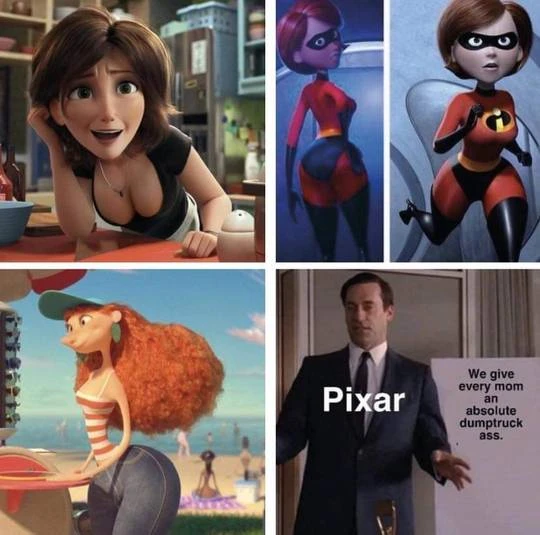 Pixar
We give
every mom
an
absolute
dumptruck
ass.